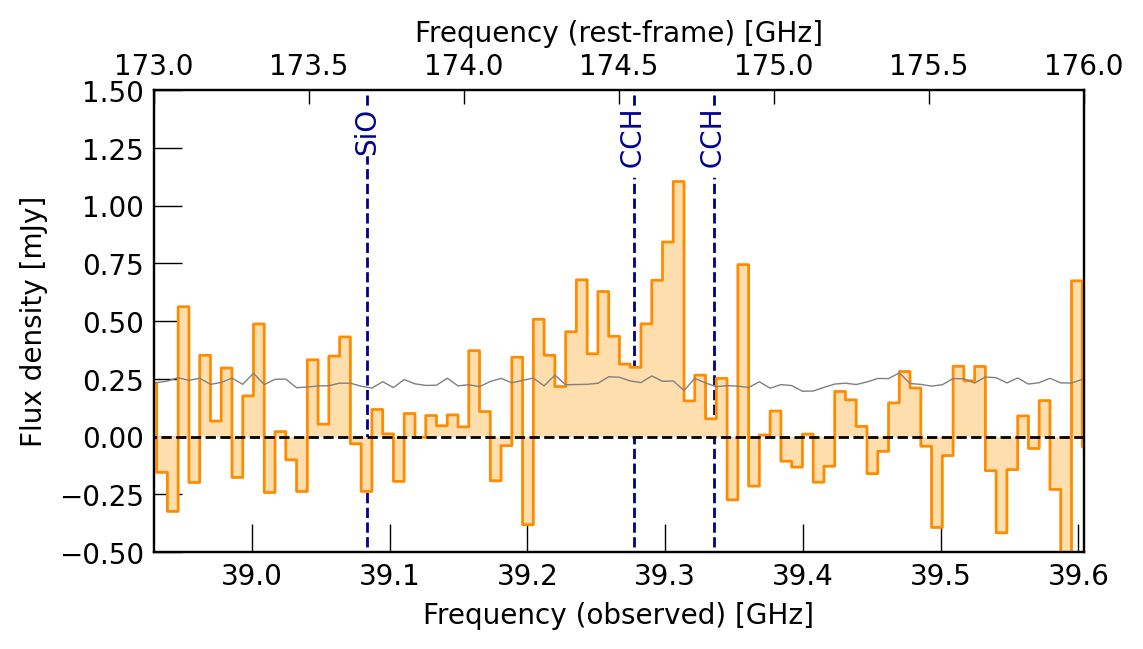 Frequency (rest-frame) [GHz]
173.0 173.5 174.0 174.5 175.0 175.5 176.0
1.50
1.25
1.00
0.75
0.50
0.25
0.00
−0.25
−0.50
Flux density [mJy]
SiO
CCH
CCH
39.0 39.1 39.2 39.3 39.4 39.5 39.6
Frequency (observed) [GHz]